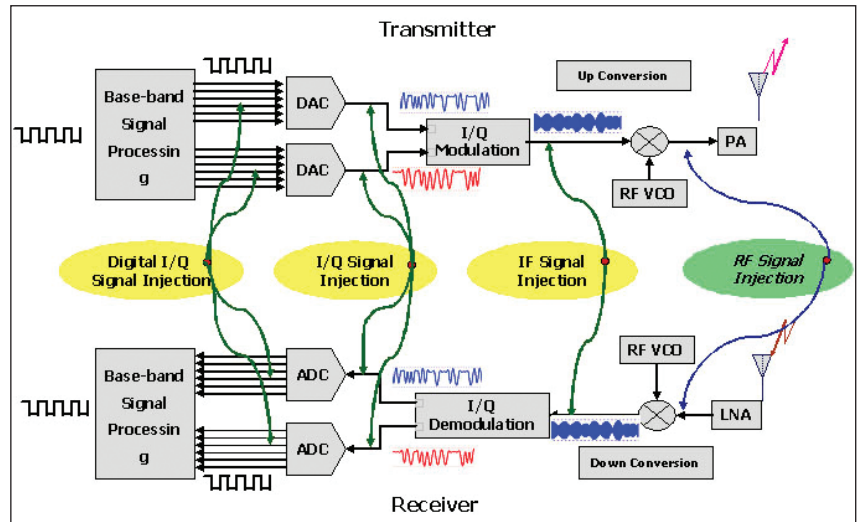 Transmitter
Base-band
Signal
Processin
g
DAC
DAC
I/Q
Modulation
Up Conversion
RF VCO
PA
Digital I/Q
Signal Injection
I/Q Signal
Injection
IF Signal
Injection
RF Signal
Injection
Base-band
Signal
Processin
g
ADC
ADC
I/Q
Demodulation
RF VCO
LNA
Down Conversion
Receiver